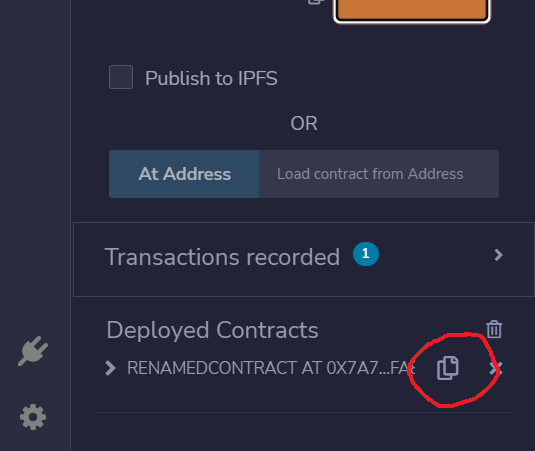 Publish to IPFS
OR
At Address Load contract from Address
Transactions recorded 1
Deployed Contracts
RENAMEDCONTRACT AT 0X7A7...FA